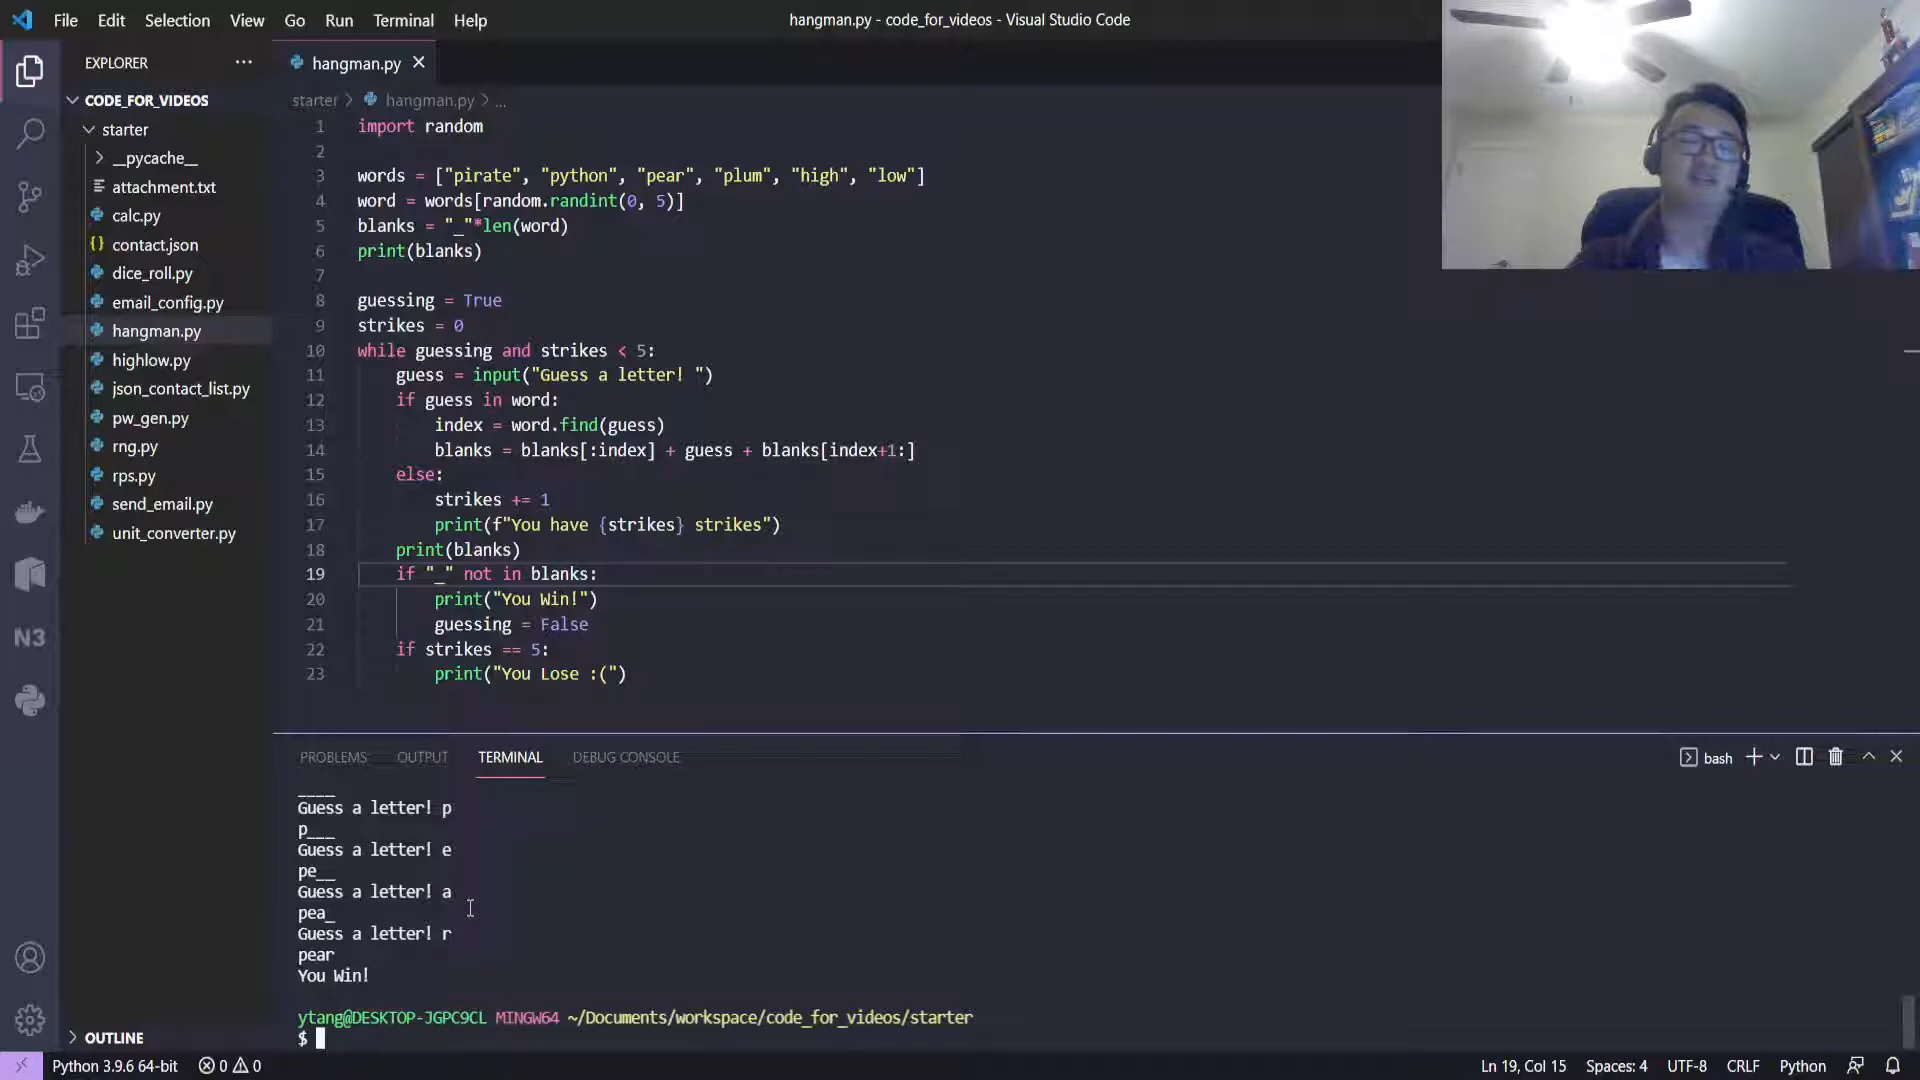 File Edit Selection View Go Run Terminal Help
hangman.py - code_for_videos - Visual Studio Code
EXPLORER ···
CODE_FOR_VIDEOS
starter
__pycache__
attachment.txt
calc.py
{} contact.json
dice_roll.py
email_config.py
hangman.py
highlow.py
json_contact_list.py
pw_gen.py
rng.py
rps.py
send_email.py
unit_converter.py
OUTLINE
N3
hangman.py
starter > hangman.py > ...
1 import random
2
3 words = ["pirate", "python", "pear", "plum", "high", "low"]
4 word = words[random.randint(0, 5)]
5 blanks = "_"*len(word)
6 print(blanks)
7
8 guessing = True
9 strikes = 0
10 while guessing and strikes < 5:
11     guess = input("Guess a letter! ")
12     if guess in word:
13         index = word.find(guess)
14         blanks = blanks[:index] + guess + blanks[index+1:]
15     else:
16         strikes += 1
17         print(f"You have {strikes} strikes")
18     print(blanks)
19     if "_" not in blanks:
20         print("You Win!")
21         guessing = False
22     if strikes == 5:
23         print("You Lose :(")
PROBLEMS OUTPUT TERMINAL DEBUG CONSOLE
bash
____
Guess a letter! p
p___
Guess a letter! e
pe__
Guess a letter! a
pea_
Guess a letter! r
pear
You Win!
ytang@DESKTOP-JGPC9CL MINGW64 ~/Documents/workspace/code_for_videos/starter
$
Python 3.9.6 64-bit 0 0
Ln 19, Col 15 Spaces: 4 UTF-8 CRLF Python